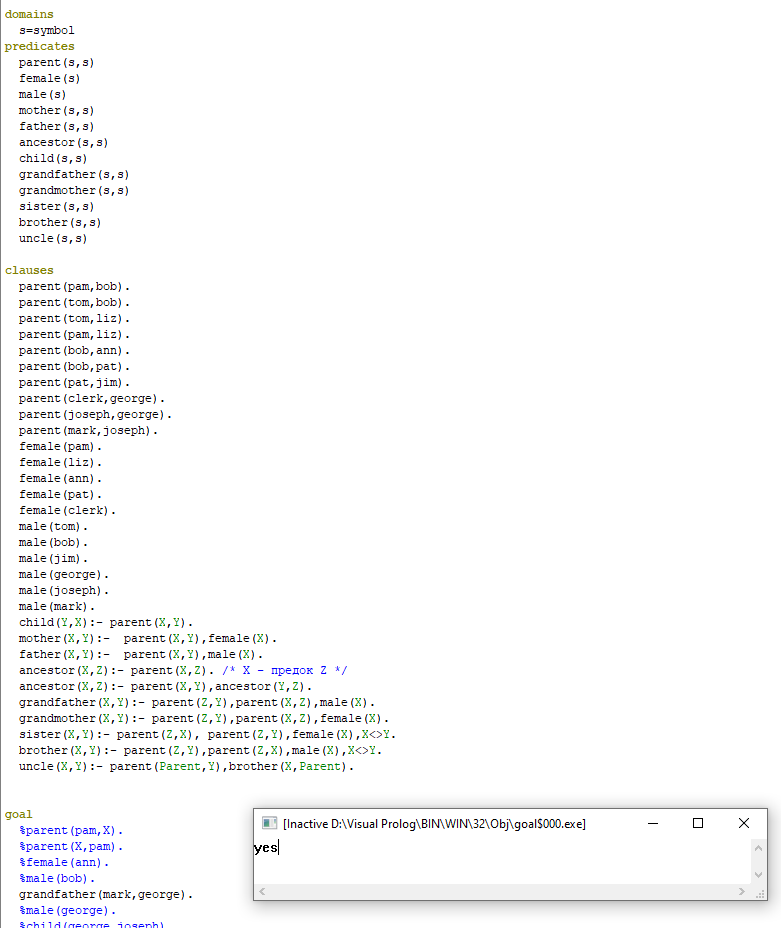 domains
  s=symbol
predicates
  parent(s,s)
  female(s)
  male(s)
  mother(s,s)
  father(s,s)
  ancestor(s,s)
  child(s,s)
  grandfather(s,s)
  grandmother(s,s)
  sister(s,s)
  brother(s,s)
  uncle(s,s)

clauses
  parent(pam,bob).
  parent(tom,bob).
  parent(tom,liz).
  parent(pam,liz).
  parent(bob,ann).
  parent(bob,pat).
  parent(pat,jim).
  parent(clerk,george).
  parent(joseph,george).
  parent(mark,joseph).
  female(pam).
  female(liz).
  female(ann).
  female(pat).
  female(clerk).
  male(tom).
  male(bob).
  male(jim).
  male(george).
  male(joseph).
  male(mark).
  child(Y,X):- parent(X,Y).
  mother(X,Y):-  parent(X,Y),female(X).
  father(X,Y):-  parent(X,Y),male(X).
  ancestor(X,Z):- parent(X,Z). /* X - предок Z */
  ancestor(X,Z):- parent(X,Y),ancestor(Y,Z).
  grandfather(X,Y):- parent(Z,Y),parent(X,Z),male(X).
  grandmother(X,Y):- parent(Z,Y),parent(X,Z),female(X).
  sister(X,Y):- parent(Z,X), parent(Z,Y),female(X),X<>Y.
  brother(X,Y):- parent(Z,Y),parent(Z,X),male(X),X<>Y.
  uncle(X,Y):- parent(Parent,Y),brother(X,Parent).

goal
  %parent(pam,X).
  %parent(X,pam).
  %female(ann).
  %male(bob).
  grandfather(mark,george).
  %male(george).
  %child(george,joseph)
[Inactive D:\Visual Prolog\BIN\WIN\32\Obj\goal$000.exe]
yes